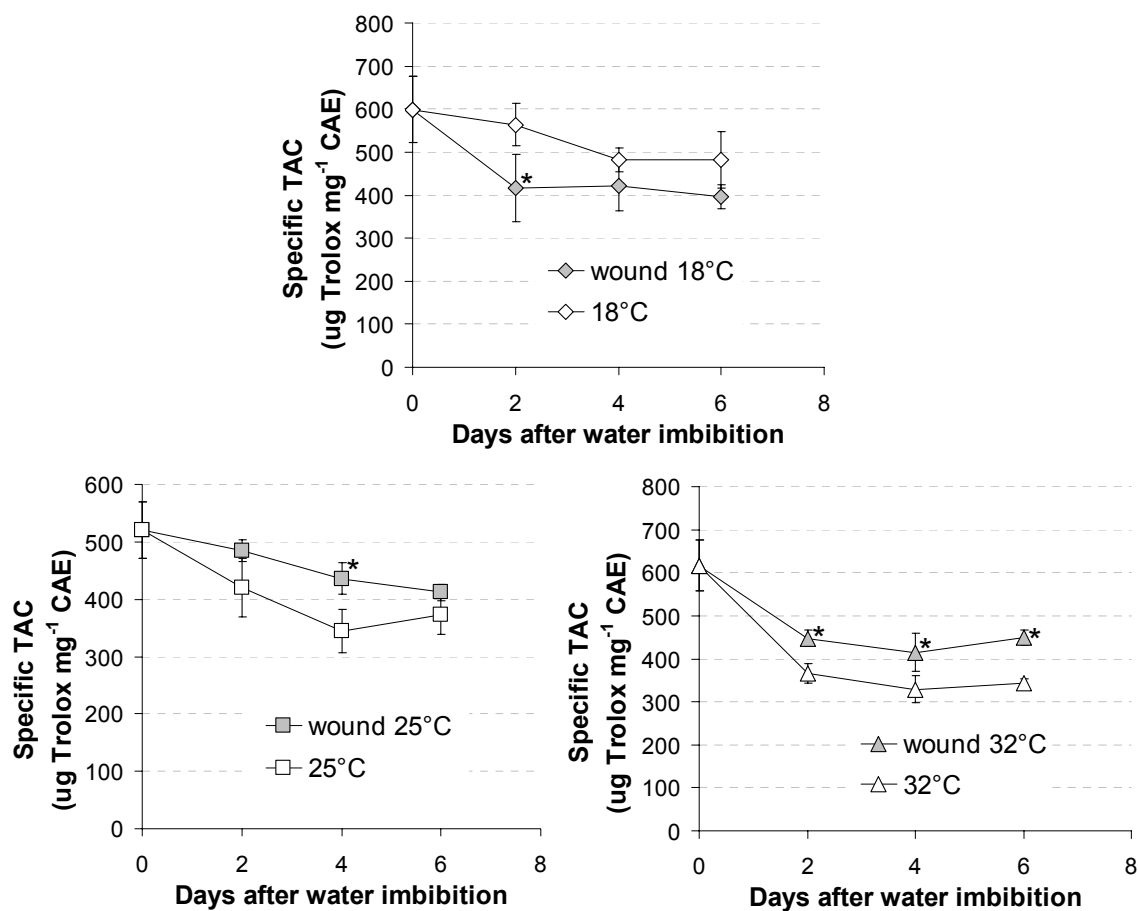 800
700
600
500
400
300
200
100
0
Specific TAC
(ug Trolox mg⁻¹ CAE)
*
wound 18°C
18°C
0 2 4 6 8
Days after water imbibition
600
500
400
300
200
100
0
Specific TAC
(ug Trolox mg⁻¹ CAE)
*
wound 25°C
25°C
0 2 4 6 8
Days after water imbibition
800
700
600
500
400
300
200
100
0
Specific TAC
(ug Trolox mg⁻¹ CAE)
* * *
wound 32°C
32°C
0 2 4 6 8
Days after water imbibition